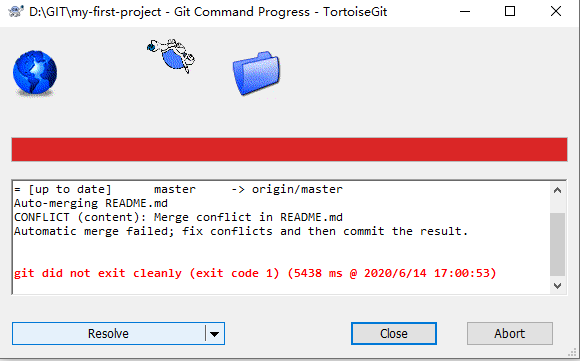 D:\GIT\my-first-project - Git Command Progress - TortoiseGit
= [up to date]      master     -> origin/master
Auto-merging README.md
CONFLICT (content): Merge conflict in README.md
Automatic merge failed; fix conflicts and then commit the result.
git did not exit cleanly (exit code 1) (5438 ms @ 2020/6/14 17:00:53)
Resolve
Close
Abort